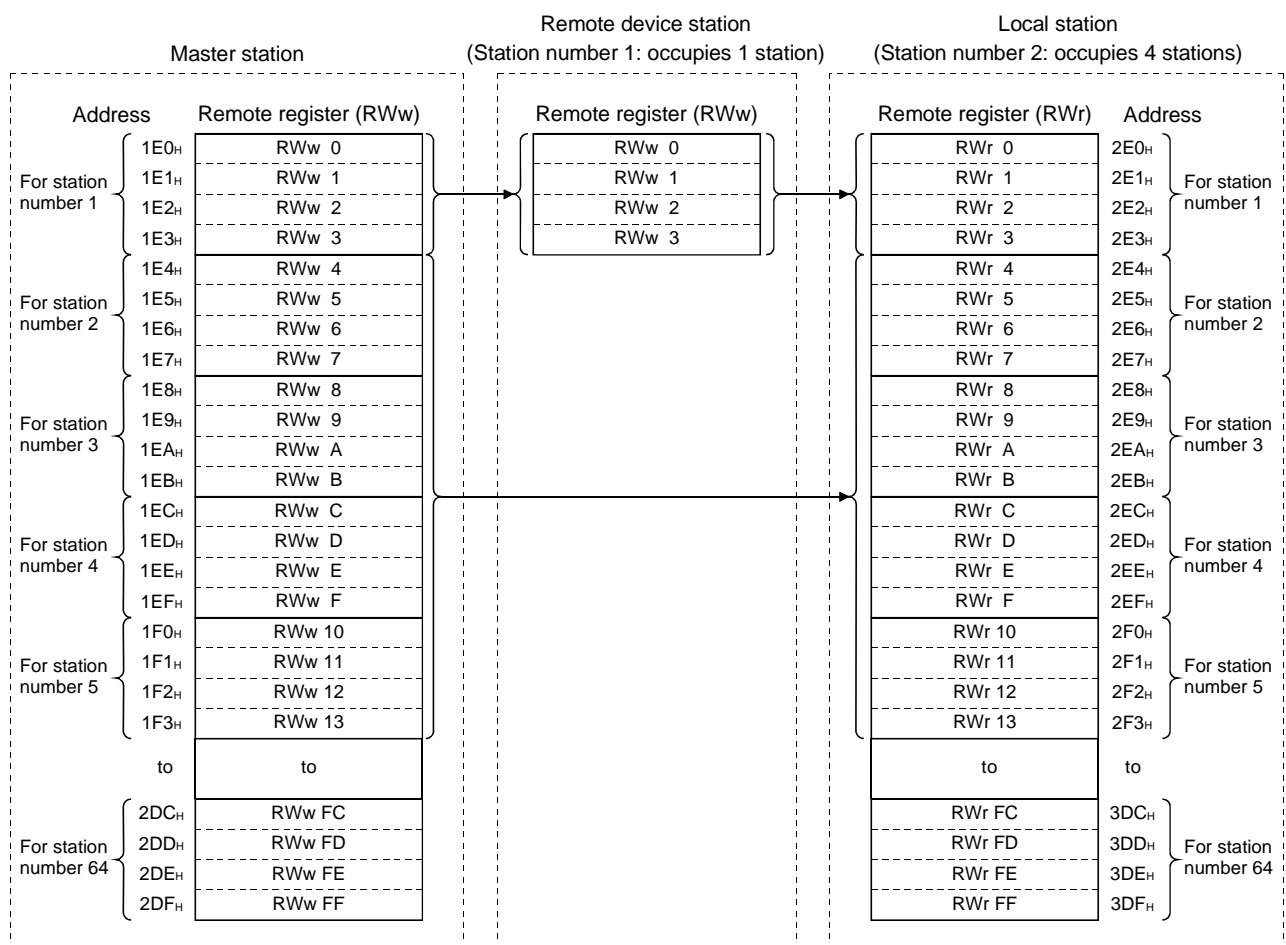 Remote device station
Local station
Master station
(Station number 1: occupies 1 station)
(Station number 2: occupies 4 stations)
Address Remote register (RWw) Remote register (RWw) Remote register (RWr) Address
1E0H RWw 0 RWw 0 RWr 0 2E0H
For station number 1
1E1H RWw 1 RWw 1 RWr 1 2E1H
For station number 1
1E2H RWw 2 RWw 2 RWr 2 2E2H
1E3H RWw 3 RWw 3 RWr 3 2E3H
1E4H RWw 4 RWr 4 2E4H
For station number 2
1E5H RWw 5 RWr 5 2E5H
For station number 2
1E6H RWw 6 RWr 6 2E6H
1E7H RWw 7 RWr 7 2E7H
1E8H RWw 8 RWr 8 2E8H
For station number 3
1E9H RWw 9 RWr 9 2E9H
For station number 3
1EAH RWw A RWr A 2EAH
1EBH RWw B RWr B 2EBH
1ECH RWw C RWr C 2ECH
For station number 4
1EDH RWw D RWr D 2EDH
For station number 4
1EEH RWw E RWr E 2EEH
1EFH RWw F RWr F 2EFH
1F0H RWw 10 RWr 10 2F0H
For station number 5
1F1H RWw 11 RWr 11 2F1H
For station number 5
1F2H RWw 12 RWr 12 2F2H
1F3H RWw 13 RWr 13 2F3H
to to to to
2DCH RWw FC RWr FC 3DCH
For station number 64
2DDH RWw FD RWr FD 3DDH
For station number 64
2DEH RWw FE RWr FE 3DEH
2DFH RWw FF RWr FF 3DFH